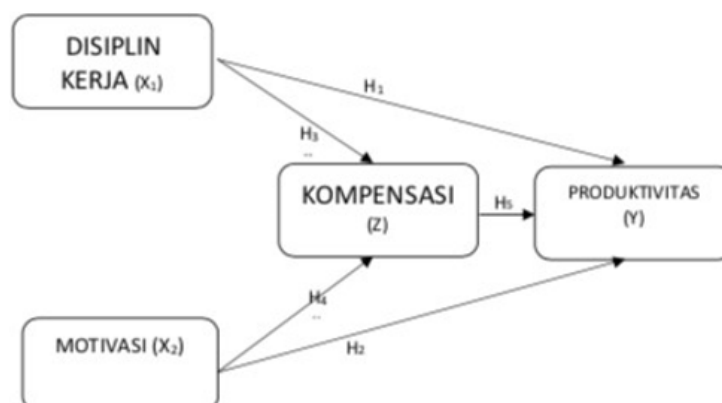 DISIPLIN
KERJA (X₁)
H₁
H₃
KOMPENSASI
(Z)
H₅
PRODUKTIVITAS
(Y)
H₄
MOTIVASI (X₂)
H₂